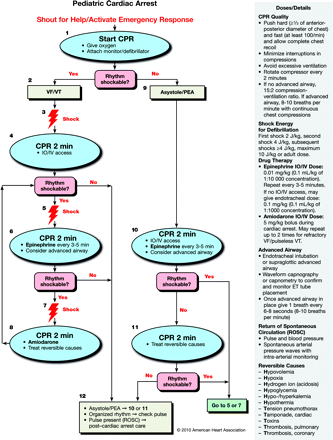 Pediatric Cardiac Arrest
Shout for Help/Activate Emergency Response
1
Start CPR
• Give oxygen
• Attach monitor/defibrillator
Yes
Rhythm
shockable?
No
2
VF/VT
9
Asystole/PEA
3
Shock
4
CPR 2 min
• IO/IV access
Rhythm
shockable?
No
Yes
5
Shock
6
CPR 2 min
• Epinephrine every 3-5 min
• Consider advanced airway
10
CPR 2 min
• IO/IV access
• Epinephrine every 3-5 min
• Consider advanced airway
Rhythm
shockable?
No
Yes
Rhythm
shockable?
Yes
No
7
Shock
8
CPR 2 min
• Amiodarone
• Treat reversible causes
11
CPR 2 min
• Treat reversible causes
No
Rhythm
shockable?
Yes
12
• Asystole/PEA → 10 or 11
• Organized rhythm → check pulse
• Pulse present (ROSC) →
post-cardiac arrest care
Go to 5 or 7
© 2010 American Heart Association
Doses/Details
CPR Quality
• Push hard (≥⅓ of anterior-
posterior diameter of chest)
and fast (at least 100/min)
and allow complete chest
recoil
• Minimize interruptions in
compressions
• Avoid excessive ventilation
• Rotate compressor every
2 minutes
• If no advanced airway,
15:2 compression-
ventilation ratio. If advanced
airway, 8-10 breaths per
minute with continuous
chest compressions
Shock Energy
for Defibrillation
First shock 2 J/kg, second
shock 4 J/kg, subsequent
shocks ≥4 J/kg, maximum
10 J/kg or adult dose.
Drug Therapy
• Epinephrine IO/IV Dose:
0.01 mg/kg (0.1 mL/kg of
1:10 000 concentration).
Repeat every 3-5 minutes.
If no IO/IV access, may
give endotracheal dose:
0.1 mg/kg (0.1 mL/kg of
1:1000 concentration).
• Amiodarone IO/IV Dose:
5 mg/kg bolus during
cardiac arrest. May repeat
up to 2 times for refractory
VF/pulseless VT.
Advanced Airway
• Endotracheal intubation
or supraglottic advanced
airway
• Waveform capnography
or capnometry to confirm
and monitor ET tube
placement
• Once advanced airway in
place give 1 breath every
6-8 seconds (8-10 breaths
per minute)
Return of Spontaneous
Circulation (ROSC)
• Pulse and blood pressure
• Spontaneous arterial
pressure waves with
intra-arterial monitoring
Reversible Causes
– Hypovolemia
– Hypoxia
– Hydrogen ion (acidosis)
– Hypoglycemia
– Hypo-/hyperkalemia
– Hypothermia
– Tension pneumothorax
– Tamponade, cardiac
– Toxins
– Thrombosis, pulmonary
– Thrombosis, coronary